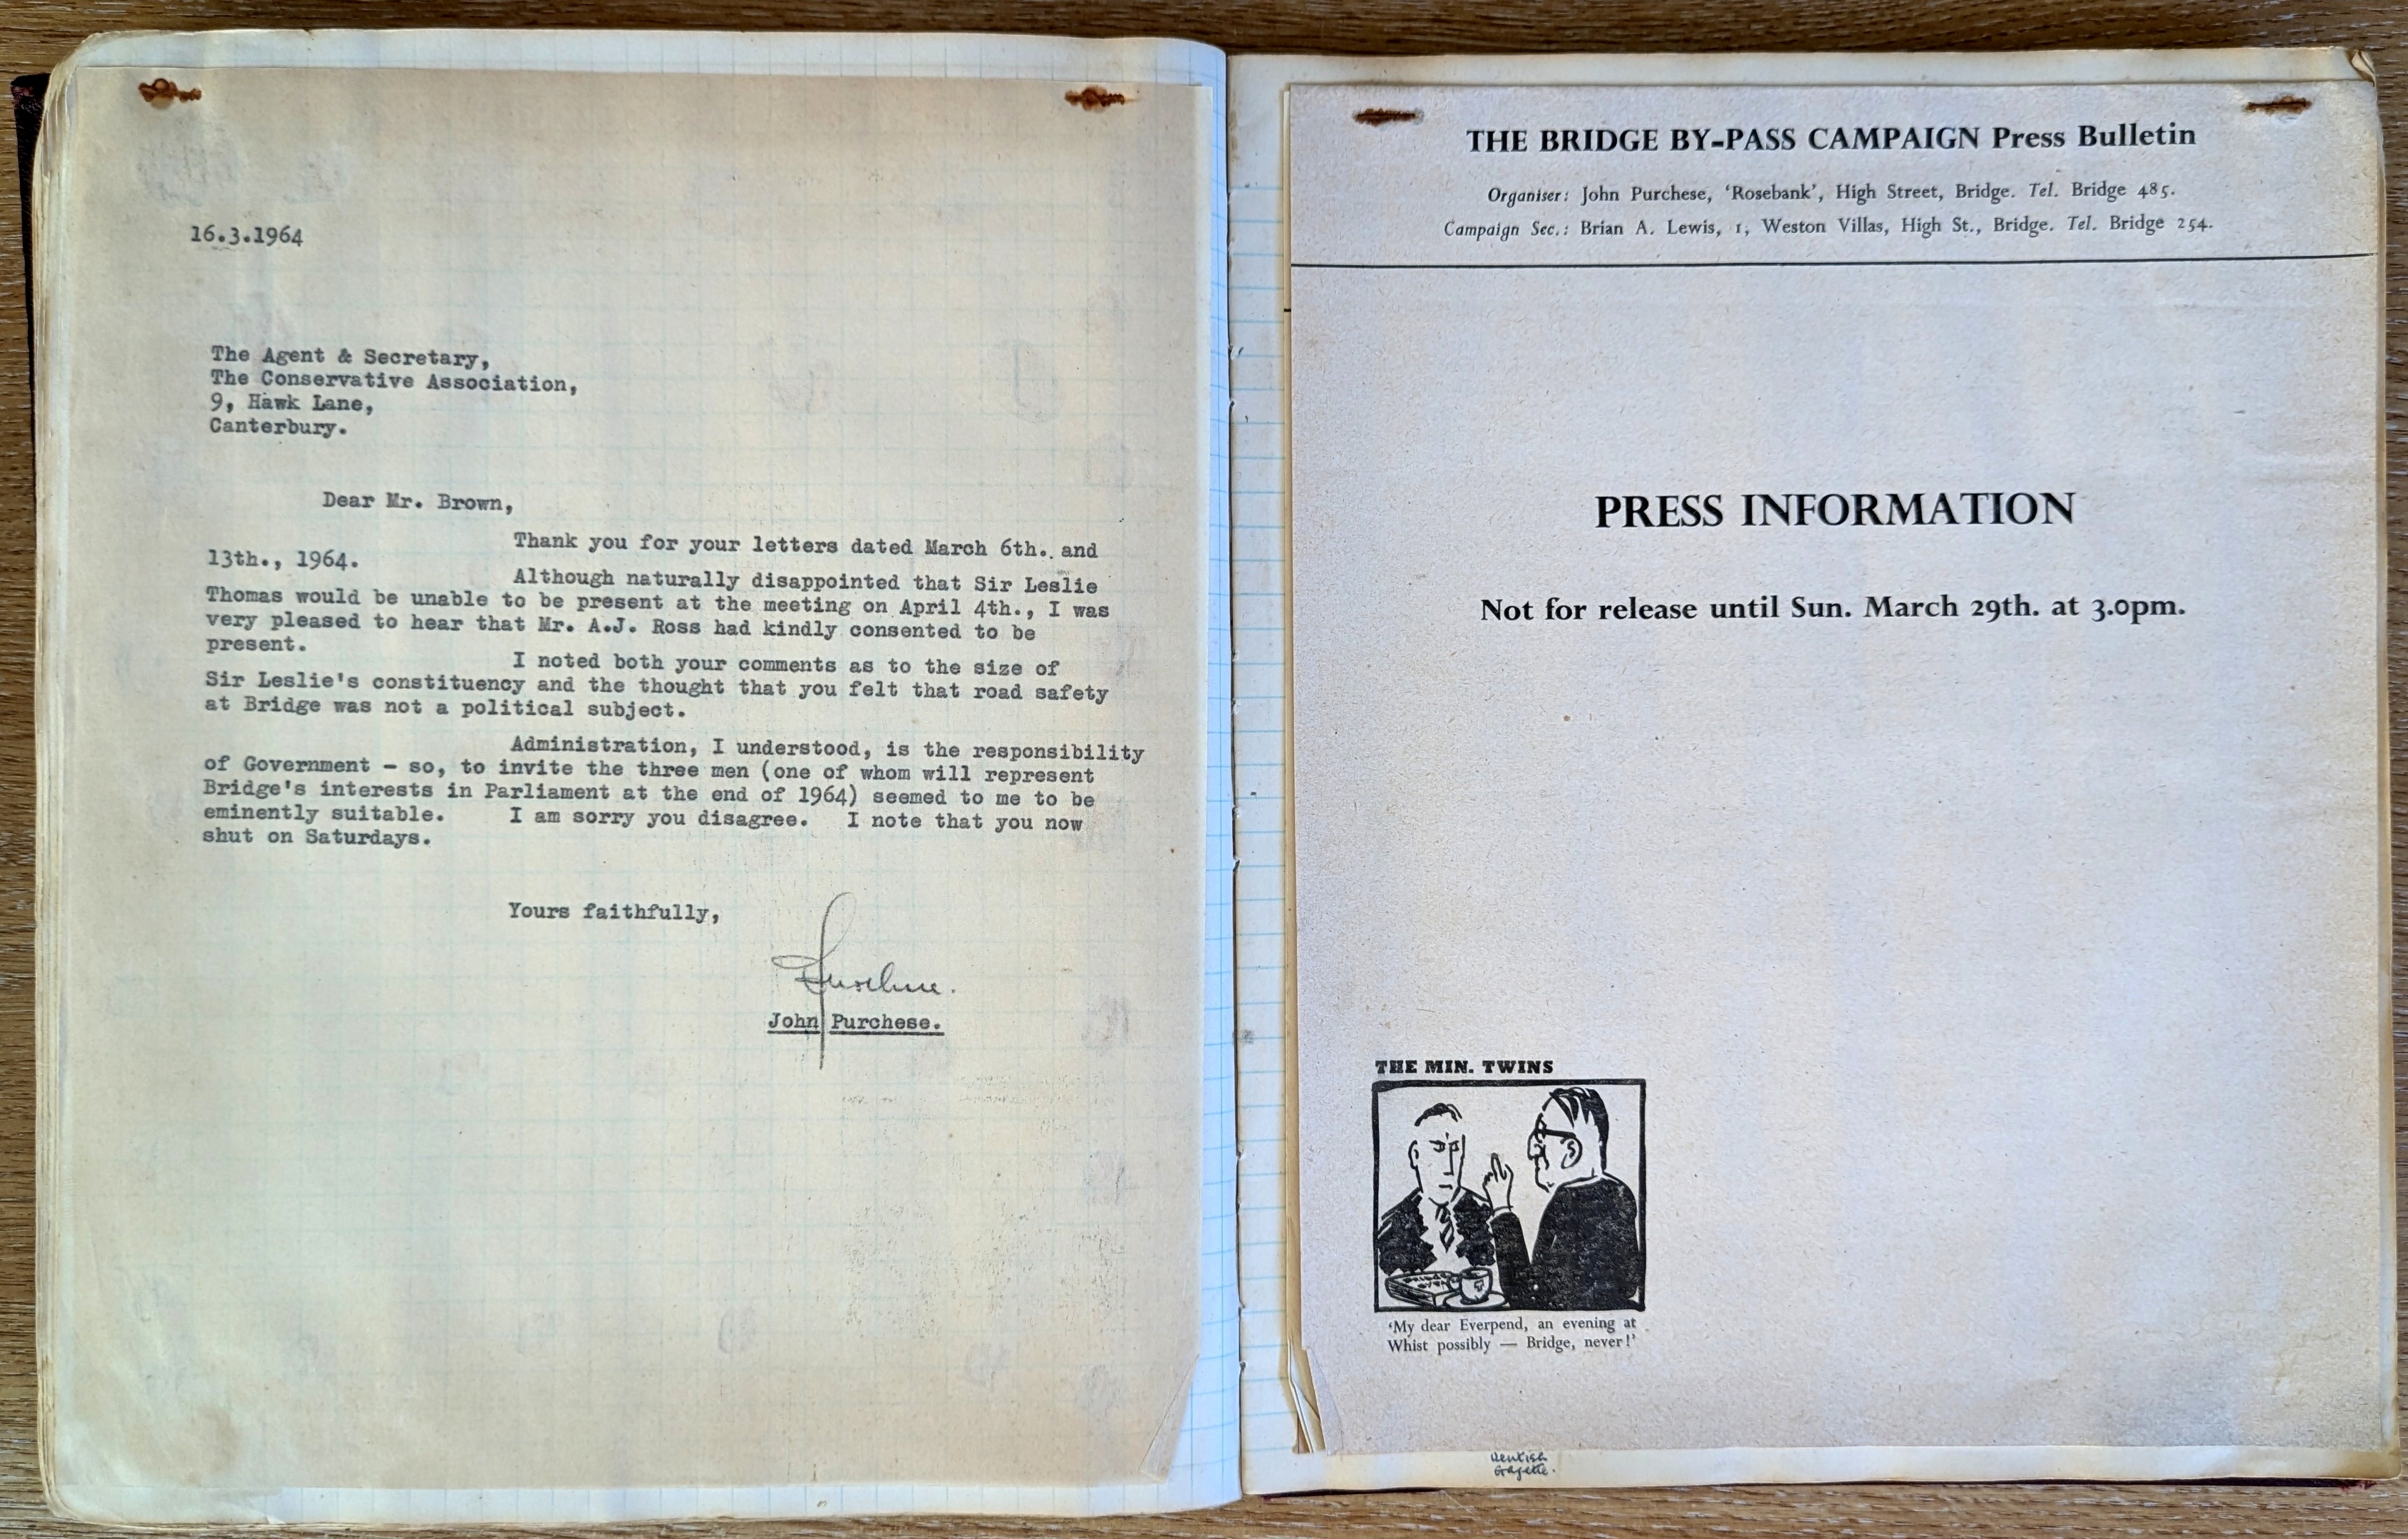 16.3.1964
The Agent & Secretary,
The Conservative Association,
9, Hawk Lane,
Canterbury.
Dear Mr. Brown,
Thank you for your letters dated March 6th. and
13th., 1964.
Although naturally disappointed that Sir Leslie
Thomas would be unable to be present at the meeting on April 4th., I was
very pleased to hear that Mr. A.J. Ross had kindly consented to be
present.
I noted both your comments as to the size of
Sir Leslie's constituency and the thought that you felt that road safety
at Bridge was not a political subject.
Administration, I understood, is the responsibility
of Government - so, to invite the three men (one of whom will represent
Bridge's interests in Parliament at the end of 1964) seemed to me to be
eminently suitable. I am sorry you disagree. I note that you now
shut on Saturdays.
Yours faithfully,
John Purchese.
THE BRIDGE BY-PASS CAMPAIGN Press Bulletin
Organiser: John Purchese, 'Rosebank', High Street, Bridge. Tel. Bridge 485.
Campaign Sec.: Brian A. Lewis, 1, Weston Villas, High St., Bridge. Tel. Bridge 254.
PRESS INFORMATION
Not for release until Sun. March 29th. at 3.0pm.
THE MIN. TWINS
'My dear Everpend, an evening at
Whist possibly — Bridge, never!'
Kentish
Gazette.